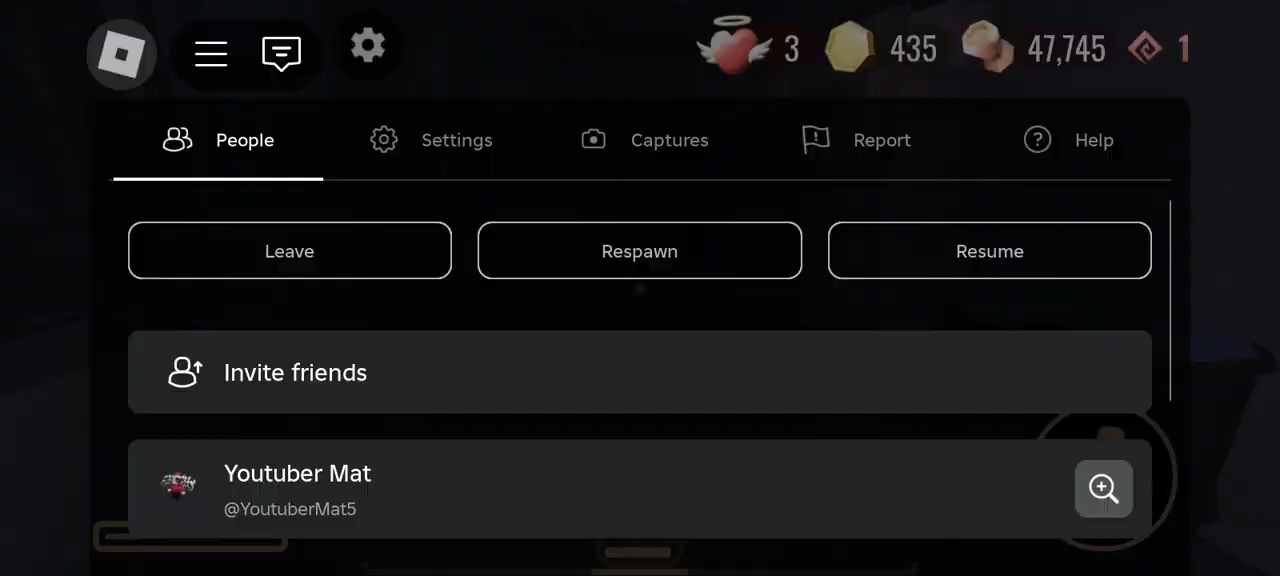 3 435 47,745 1
People Settings Captures Report Help
Leave Respawn Resume
Invite friends
Youtuber Mat
@YoutuberMat5